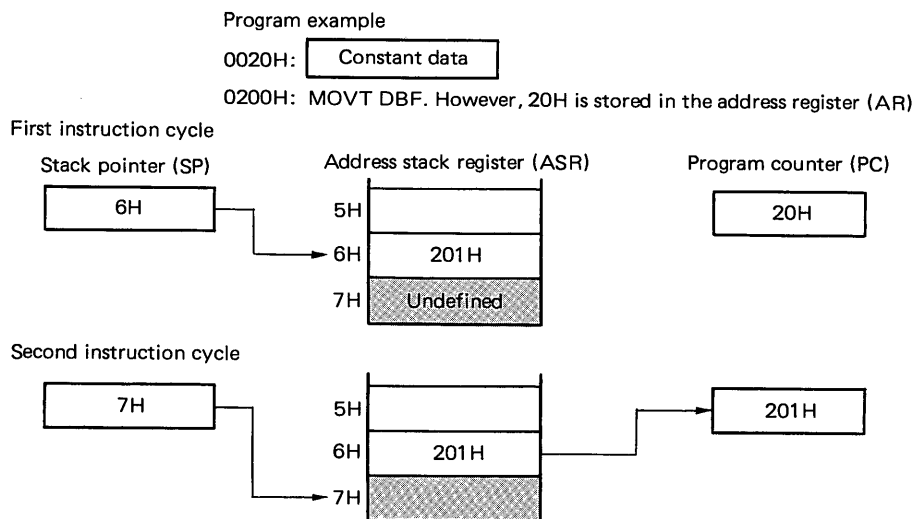 Program example
0020H: Constant data
0200H: MOVT DBF. However, 20H is stored in the address register (AR)
First instruction cycle
Stack pointer (SP) Address stack register (ASR) Program counter (PC)
6H 5H 20H
6H 201H
7H Undefined
Second instruction cycle
7H 5H 201H
6H 201H
7H